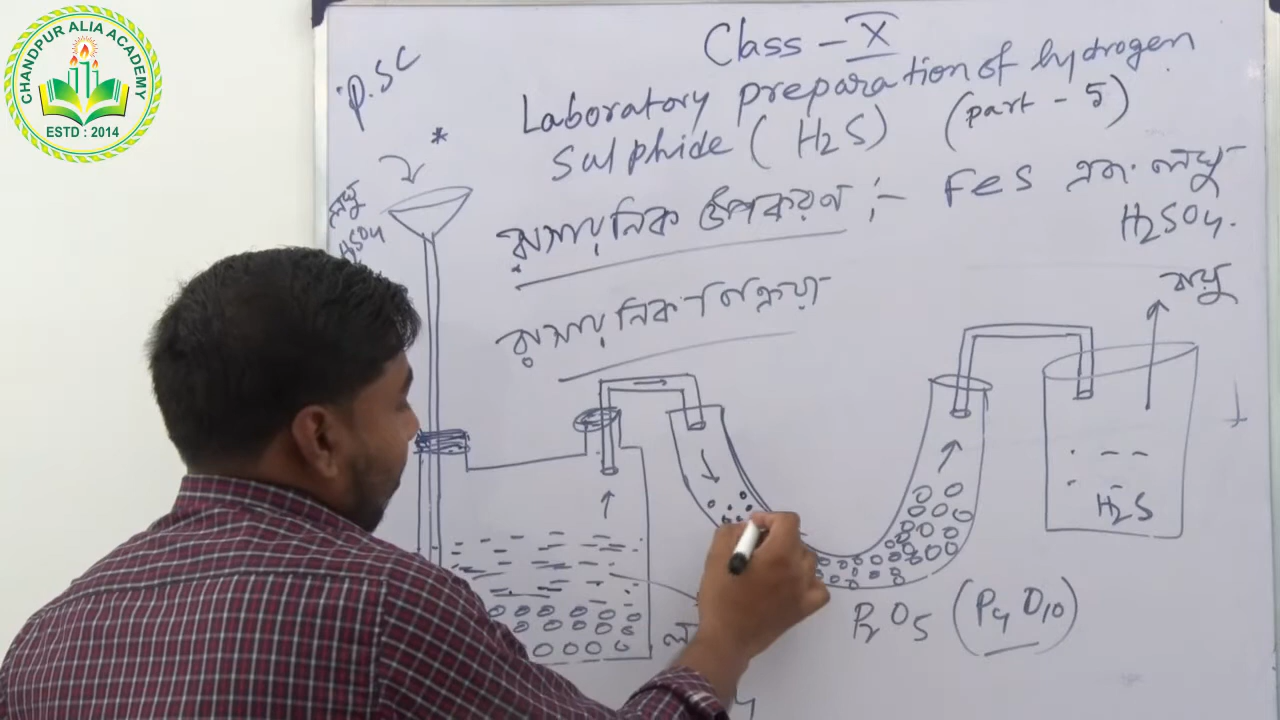 CHANDPUR ALIA ACADEMY
ESTD : 2014
P.SC
Class - X
Laboratory preparation of hydrogen
Sulphide ( H2S ) (part - 5)
রাসায়নিক উপকরণ :- FeS এবং লঘু
H2SO4.
রাসায়নিক বিক্রিয়া
লঘু
H2SO4
বায়ু
H2S
P2O5 (P4O10)